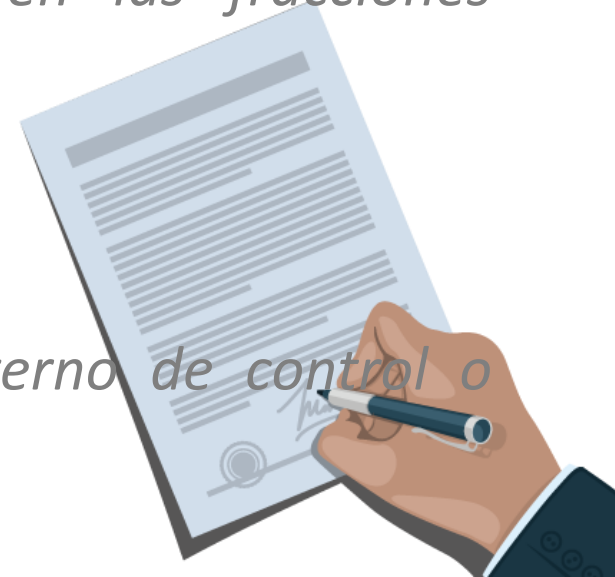 en las fracciones
erno de control o